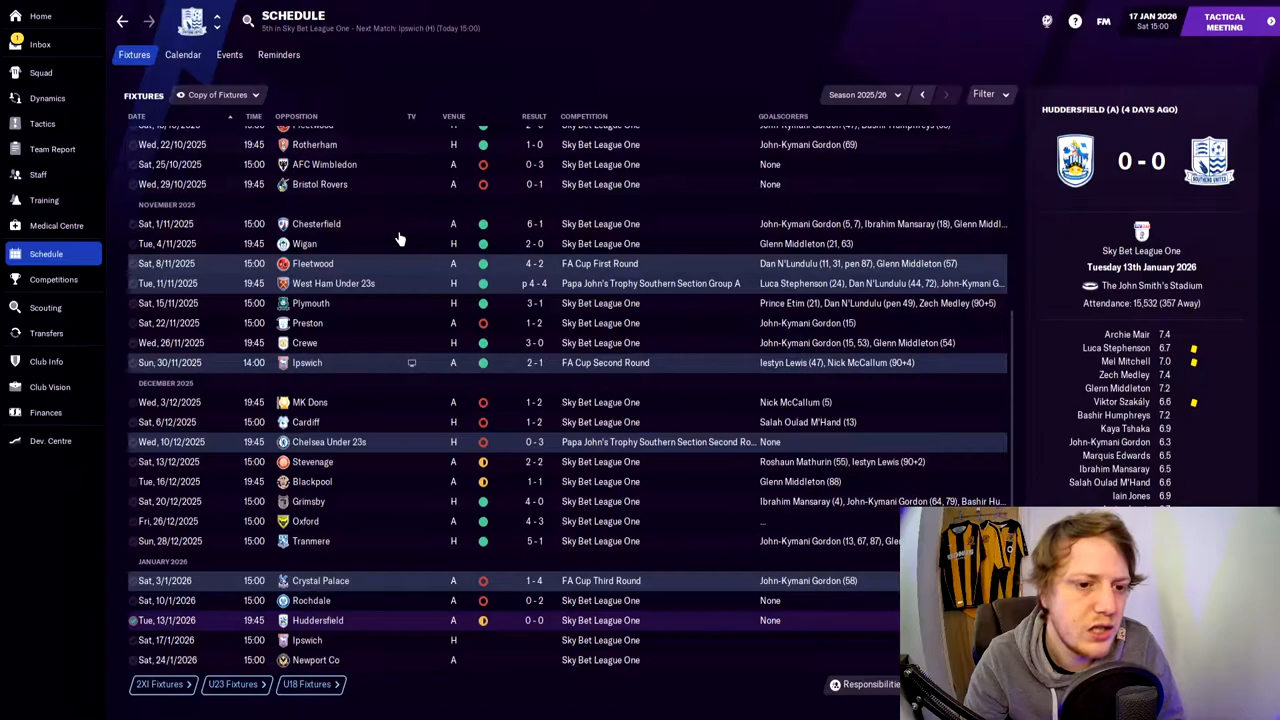 SCHEDULE
5th in Sky Bet League One - Next Match: Ipswich (H) (Today 15:00)
FM
17 JAN 2026
Sat 15:00
TACTICAL MEETING
Home
1
Inbox
Squad
Dynamics
Tactics
Team Report
Staff
Training
Medical Centre
Schedule
Competitions
Scouting
Transfers
Club Info
Club Vision
Finances
Dev. Centre
Fixtures Calendar Events Reminders
FIXTURES Copy of Fixtures Season 2025/26 Filter
DATE TIME OPPOSITION TV VENUE RESULT COMPETITION GOALSCORERS
Wed, 22/10/2025 19:45 Rotherham H 1 - 0 Sky Bet League One John-Kymani Gordon (69)
Sat, 25/10/2025 15:00 AFC Wimbledon A 0 - 3 Sky Bet League One None
Wed, 29/10/2025 19:45 Bristol Rovers A 0 - 1 Sky Bet League One None
NOVEMBER 2025
Sat, 1/11/2025 15:00 Chesterfield A 6 - 1 Sky Bet League One John-Kymani Gordon (5, 7), Ibrahim Mansaray (18), Glenn Middl...
Tue, 4/11/2025 19:45 Wigan H 2 - 0 Sky Bet League One Glenn Middleton (21, 63)
Sat, 8/11/2025 15:00 Fleetwood A 4 - 2 FA Cup First Round Dan N'Lundulu (11, 31, pen 87), Glenn Middleton (57)
Tue, 11/11/2025 19:45 West Ham Under 23s H p 4 - 4 Papa John's Trophy Southern Section Group A Luca Stephenson (24), Dan N'Lundulu (44, 72), John-Kymani G...
Sat, 15/11/2025 15:00 Plymouth H 3 - 1 Sky Bet League One Prince Etim (21), Dan N'Lundulu (pen 49), Zech Medley (90+5)
Sat, 22/11/2025 15:00 Preston A 1 - 2 Sky Bet League One John-Kymani Gordon (15)
Wed, 26/11/2025 19:45 Crewe H 3 - 0 Sky Bet League One John-Kymani Gordon (15, 53), Glenn Middleton (54)
Sun, 30/11/2025 14:00 Ipswich A 2 - 1 FA Cup Second Round Iestyn Lewis (47), Nick McCallum (90+4)
DECEMBER 2025
Wed, 3/12/2025 19:45 MK Dons A 1 - 2 Sky Bet League One Nick McCallum (5)
Sat, 6/12/2025 15:00 Cardiff H 1 - 2 Sky Bet League One Salah Oulad M'Hand (13)
Wed, 10/12/2025 19:45 Chelsea Under 23s H 0 - 3 Papa John's Trophy Southern Section Second Ro... None
Sat, 13/12/2025 15:00 Stevenage A 2 - 2 Sky Bet League One Roshaun Mathurin (55), Iestyn Lewis (90+2)
Tue, 16/12/2025 19:45 Blackpool A 1 - 1 Sky Bet League One Glenn Middleton (88)
Sat, 20/12/2025 15:00 Grimsby H 4 - 0 Sky Bet League One Ibrahim Mansaray (4), John-Kymani Gordon (64, 79), Bashir Hu...
Fri, 26/12/2025 15:00 Oxford A 4 - 3 Sky Bet League One ...
Sun, 28/12/2025 15:00 Tranmere H 5 - 1 Sky Bet League One John-Kymani Gordon (13, 67, 87), Gle
JANUARY 2026
Sat, 3/1/2026 15:00 Crystal Palace A 1 - 4 FA Cup Third Round John-Kymani Gordon (58)
Sat, 10/1/2026 15:00 Rochdale A 0 - 2 Sky Bet League One None
Tue, 13/1/2026 19:45 Huddersfield A 0 - 0 Sky Bet League One None
Sat, 17/1/2026 15:00 Ipswich H Sky Bet League One
Sat, 24/1/2026 15:00 Newport Co A Sky Bet League One
2XI Fixtures U23 Fixtures U18 Fixtures Responsibilitie
HUDDERSFIELD (A) (4 DAYS AGO)
0 - 0
Sky Bet League One
Tuesday 13th January 2026
The John Smith's Stadium
Attendance: 15,532 (357 Away)
Archie Mair 7.4
Luca Stephenson 6.7
Mel Mitchell 7.0
Zech Medley 7.4
Glenn Middleton 7.2
Viktor Szakály 6.6
Bashir Humphreys 7.2
Kaya Tshaka 6.9
John-Kymani Gordon 6.3
Marquis Edwards 6.5
Ibrahim Mansaray 6.5
Salah Oulad M'Hand 6.6
Iain Jones 6.9